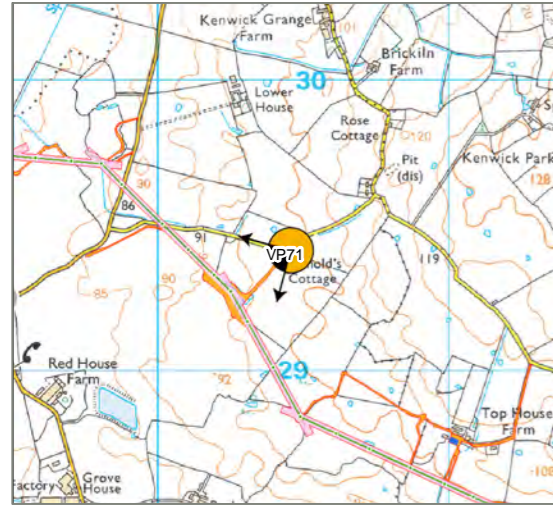 Kenwick Grange
Farm
101
Brickiln
Farm
30
Lower
House
Rose
Cottage
120
Pit
(dis)
Kenwick Park
128
90
86
91
VP71
119
Cottage
85
80
Red House
Farm
92
29
Top House
Farm
Factory
Grove
House
108